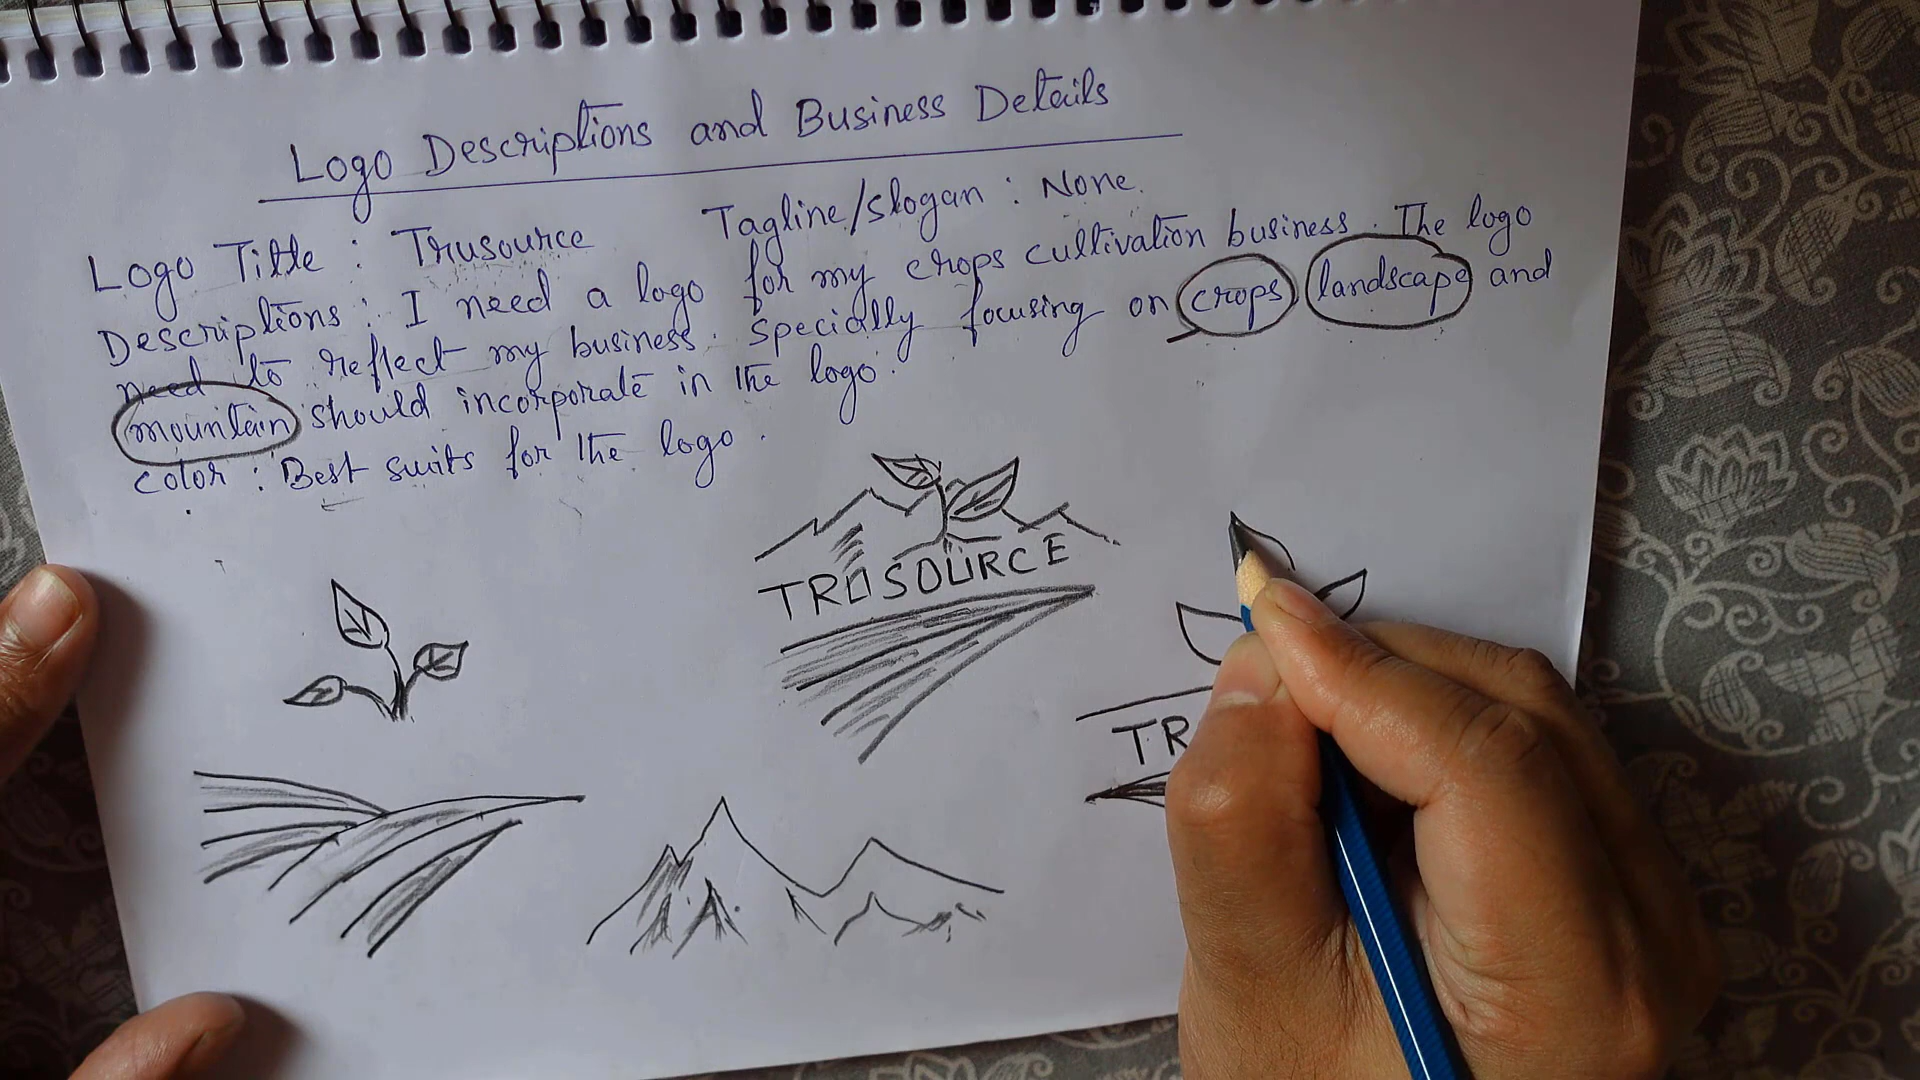 Logo Descriptions and Business Details
Logo Title : Trusource Tagline/slogan : None.
Descriptions : I need a logo for my crops cultivation business. The logo
need to reflect my business. specially focusing on crops, landscape and
mountain should incorporate in the logo.
color : Best suits for the logo.
TRUSOURCE
TR